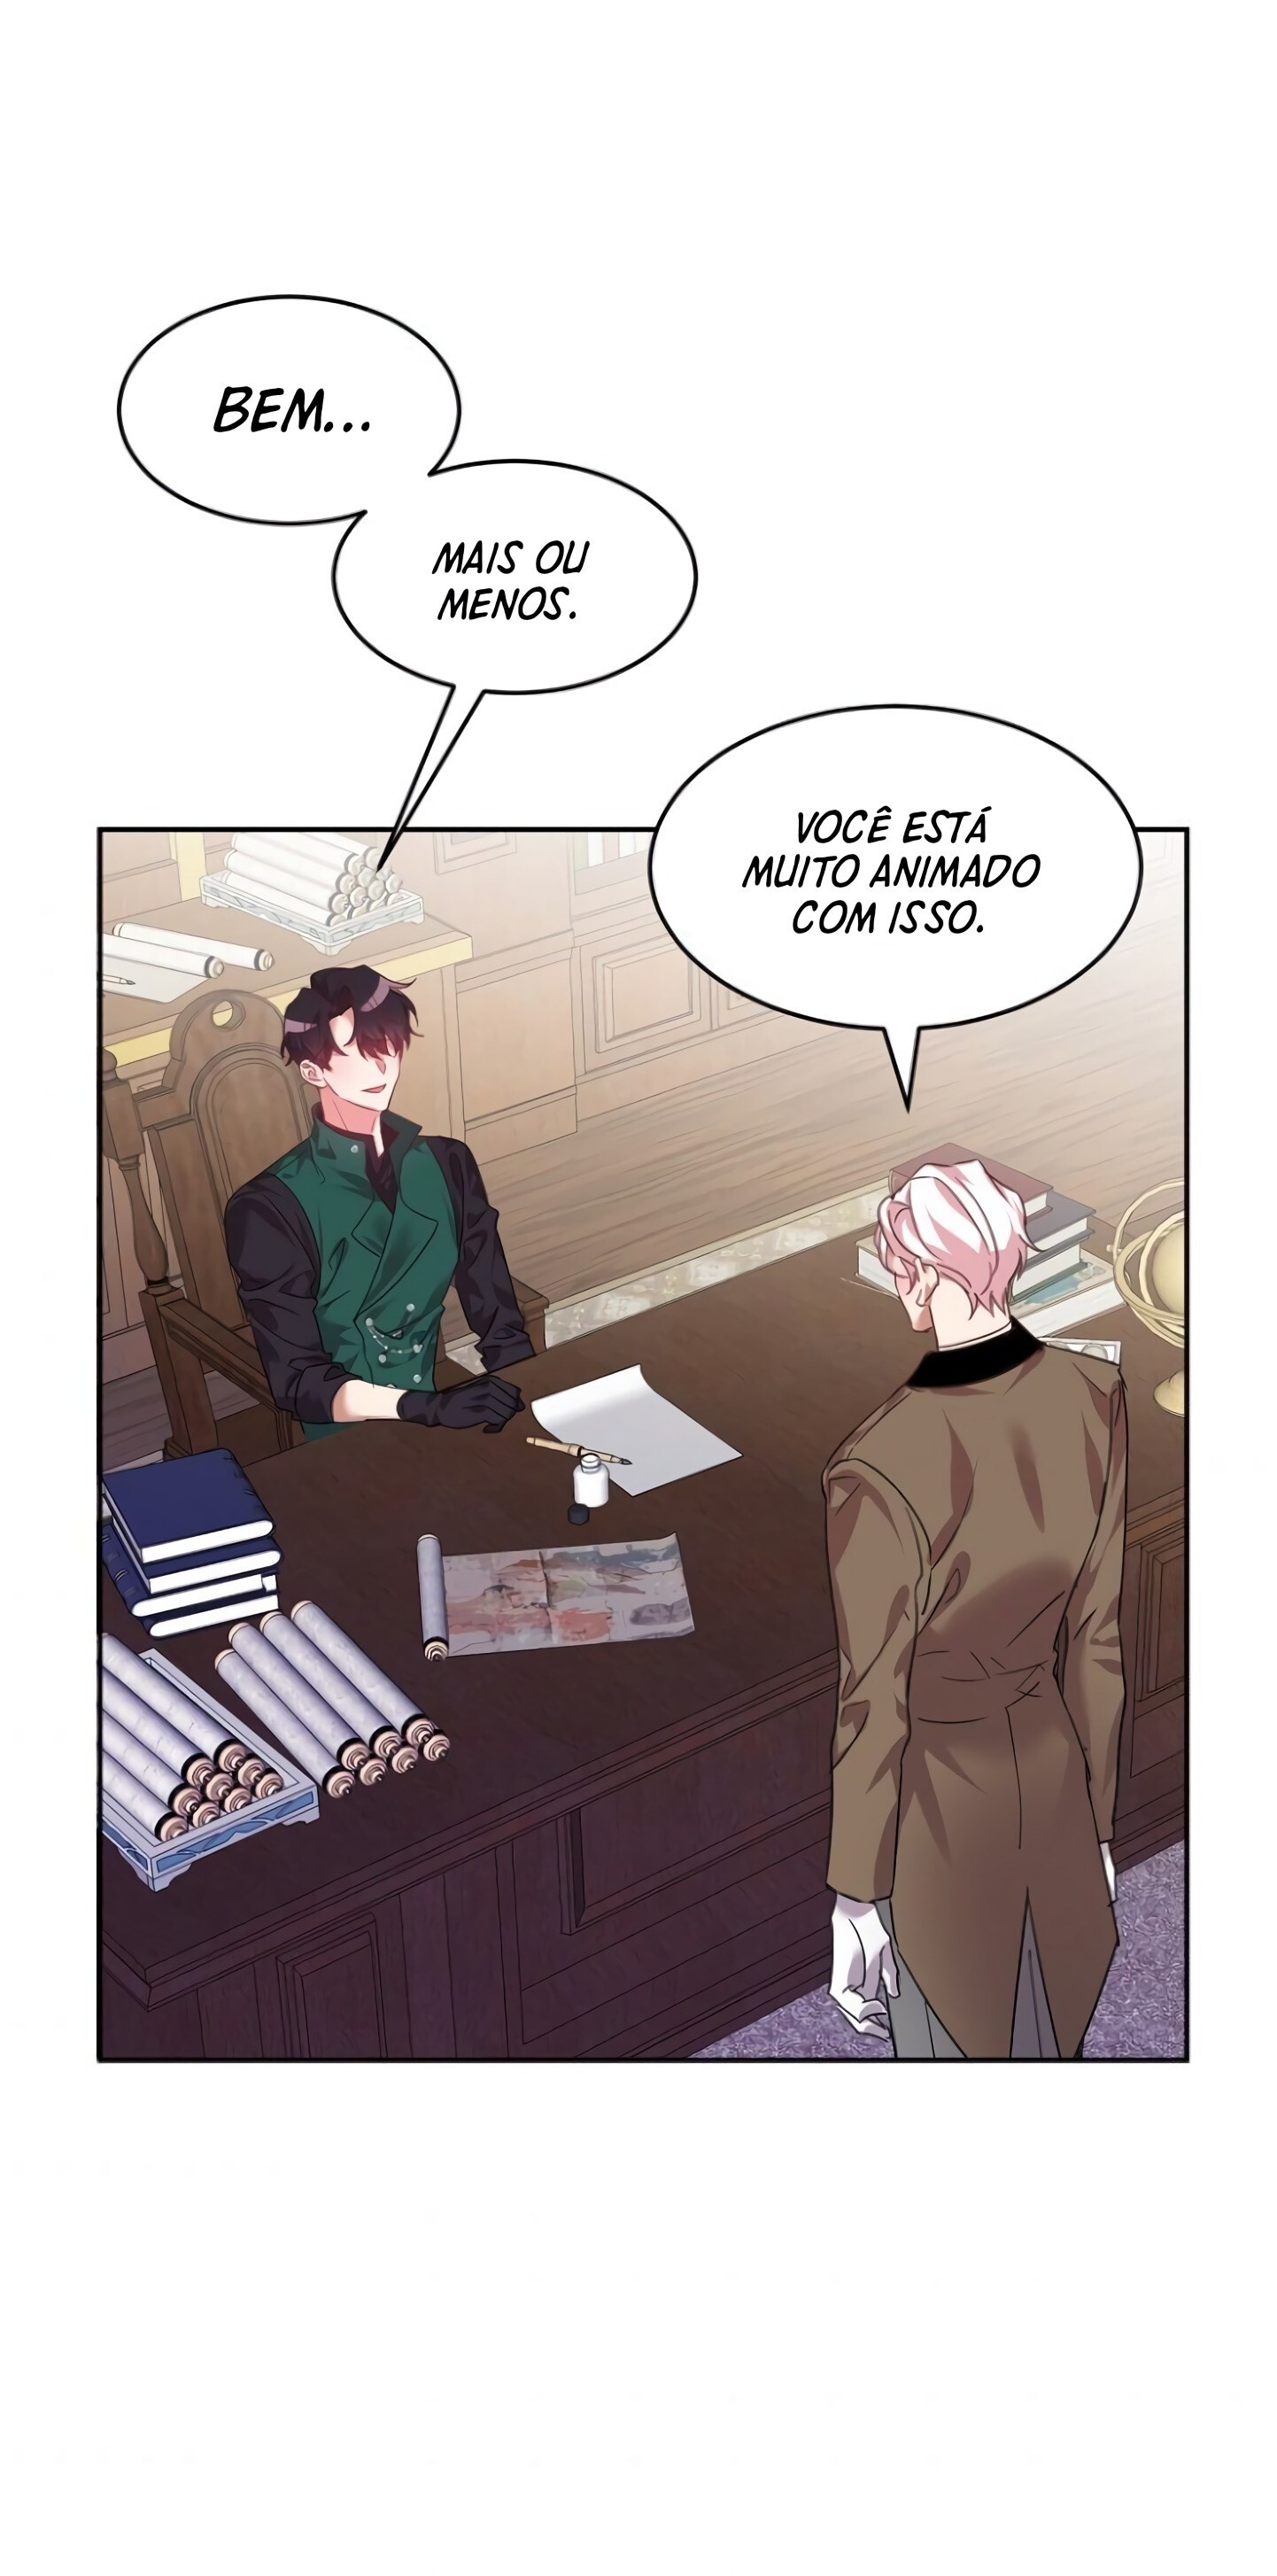 BEM...
MAIS OU
MENOS.
VOCÊ ESTÁ
MUITO ANIMADO
COM ISSO.